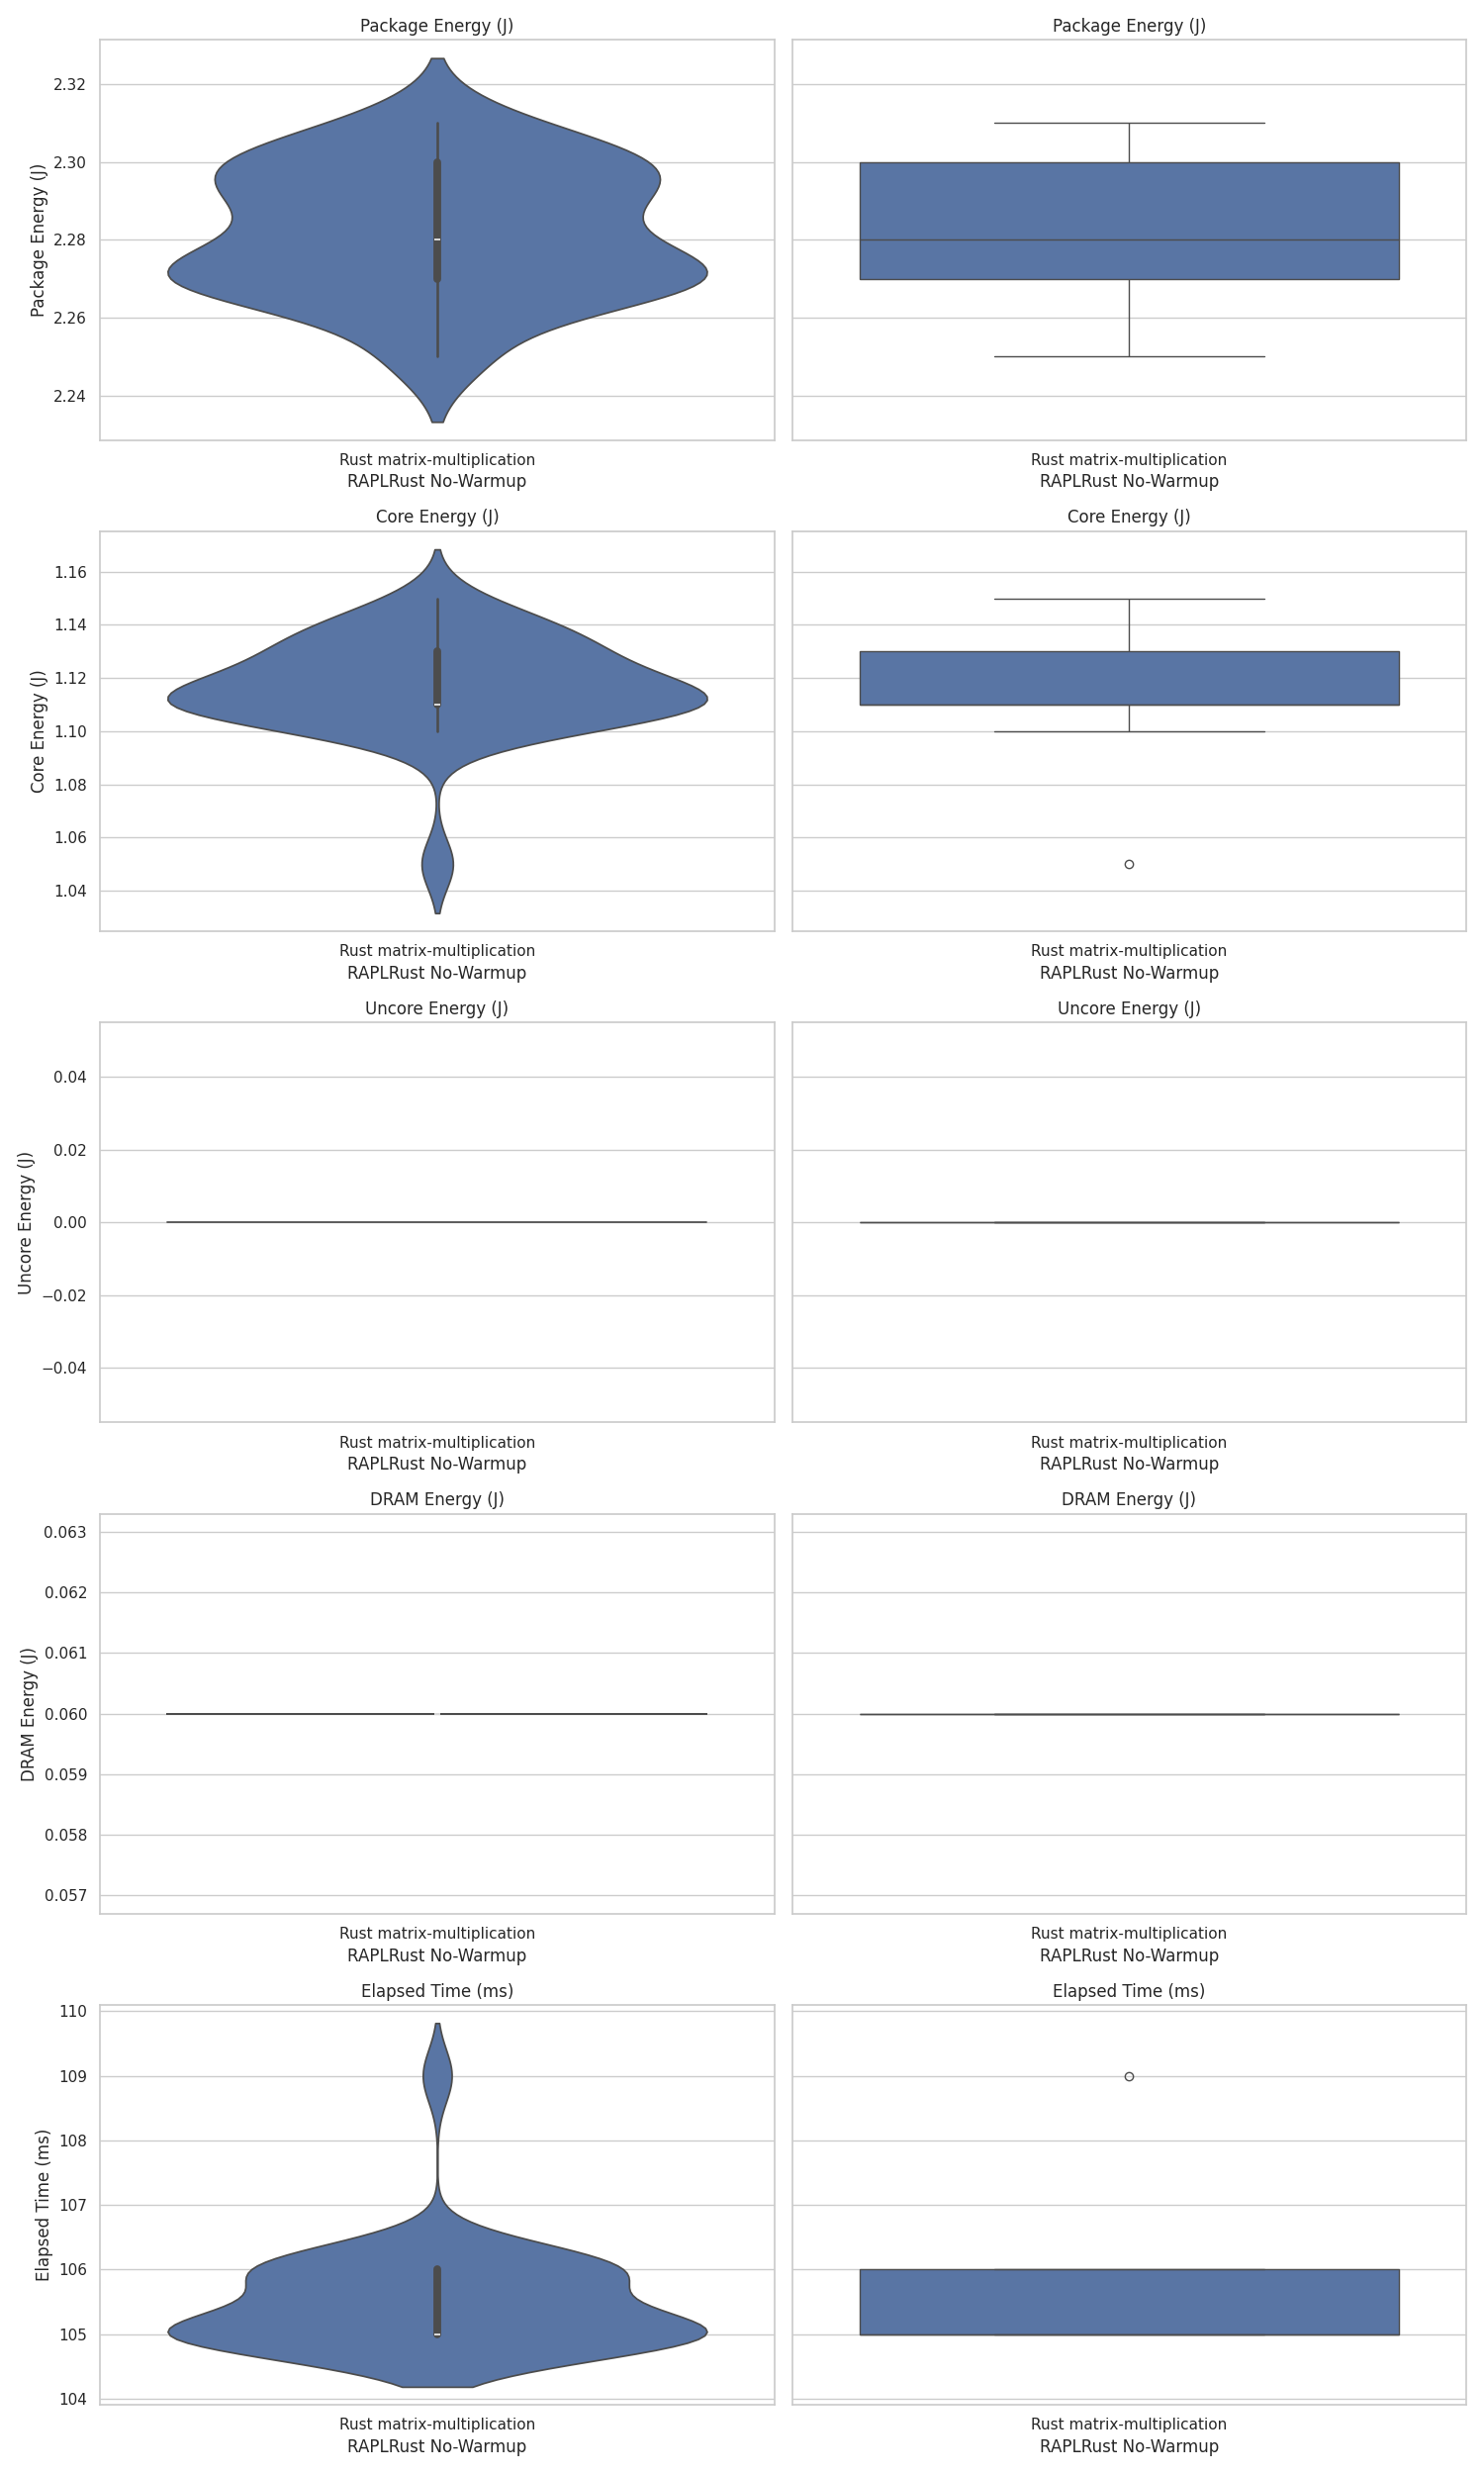 Package Energy (J)
Package Energy (J)
Package Energy (J)
2.32
2.30
2.28
2.26
2.24
Rust matrix-multiplication
RAPLRust No-Warmup
Rust matrix-multiplication
RAPLRust No-Warmup
Core Energy (J)
Core Energy (J)
Core Energy (J)
1.16
1.14
1.12
1.10
1.08
1.06
1.04
Rust matrix-multiplication
RAPLRust No-Warmup
Rust matrix-multiplication
RAPLRust No-Warmup
Uncore Energy (J)
Uncore Energy (J)
Uncore Energy (J)
0.04
0.02
0.00
−0.02
−0.04
Rust matrix-multiplication
RAPLRust No-Warmup
Rust matrix-multiplication
RAPLRust No-Warmup
DRAM Energy (J)
DRAM Energy (J)
DRAM Energy (J)
0.063
0.062
0.061
0.060
0.059
0.058
0.057
Rust matrix-multiplication
RAPLRust No-Warmup
Rust matrix-multiplication
RAPLRust No-Warmup
Elapsed Time (ms)
Elapsed Time (ms)
Elapsed Time (ms)
110
109
108
107
106
105
104
Rust matrix-multiplication
RAPLRust No-Warmup
Rust matrix-multiplication
RAPLRust No-Warmup